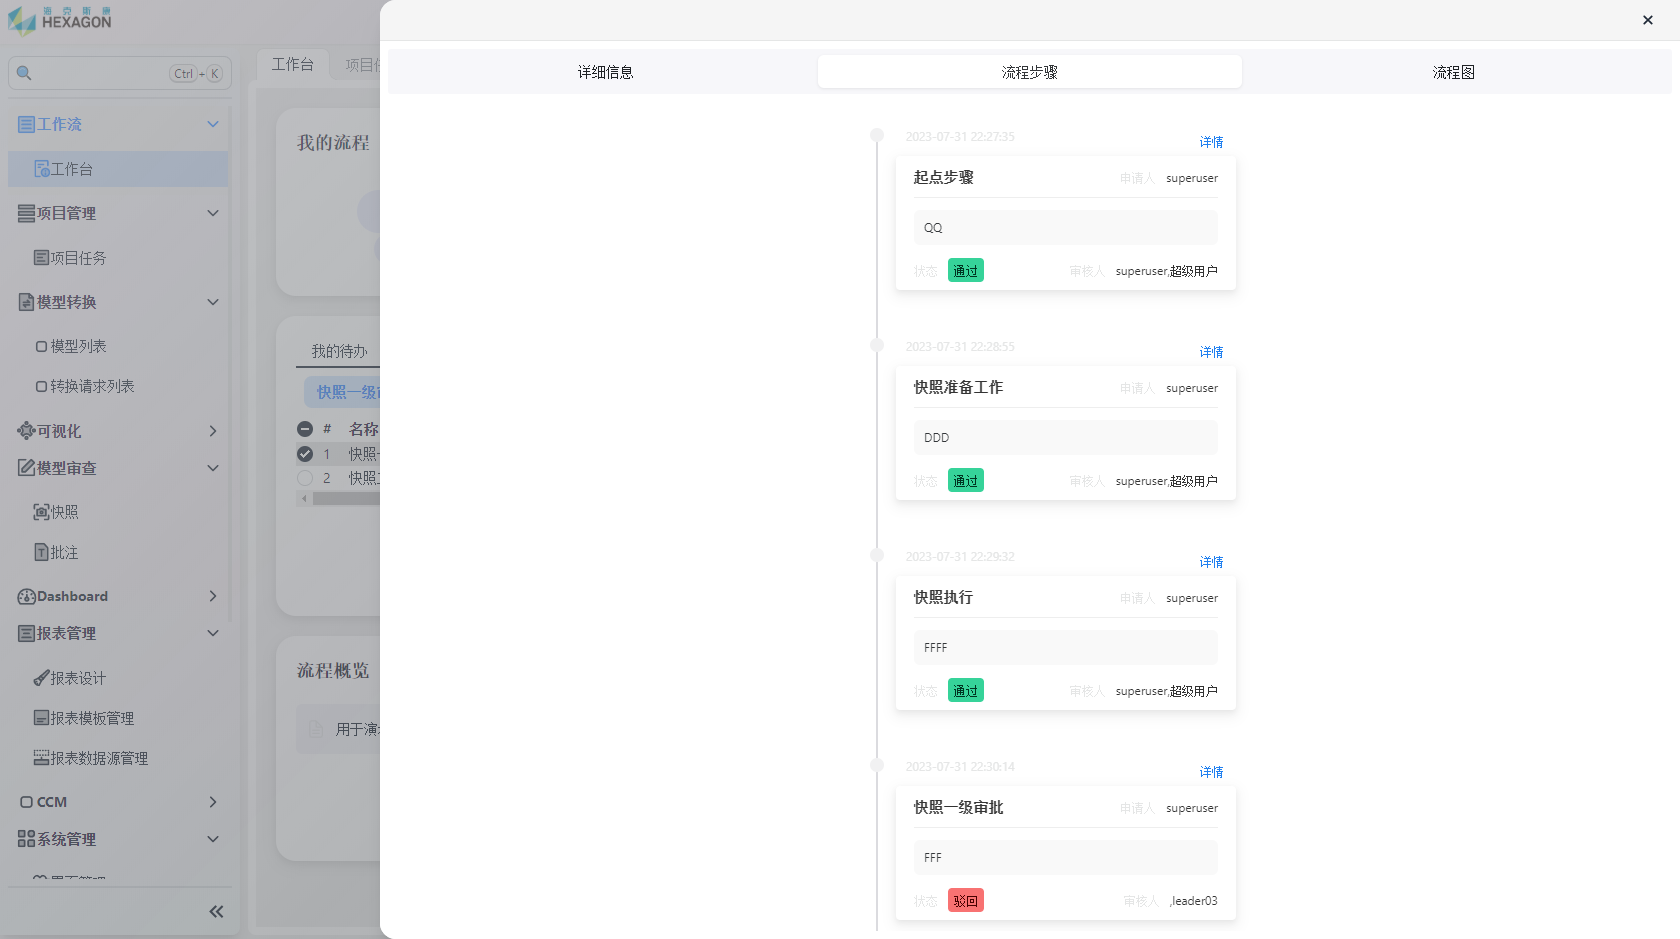 海克斯康
HEXAGON
Ctrl + K
工作流
工作台
项目管理
项目任务
模型转换
模型列表
转换请求列表
可视化
模型审查
快照
批注
Dashboard
报表管理
报表设计
报表模板管理
报表数据源管理
CCM
系统管理
工作台
我的流程
我的待办
快照一级
# 名称
1 快照
2 快照
流程概览
用于演
详细信息
流程步骤
流程图
2023-07-31 22:27:35
详情
起点步骤
申请人 superuser
QQ
状态 通过
审核人 superuser,超级用户
2023-07-31 22:28:55
详情
快照准备工作
申请人 superuser
DDD
状态 通过
审核人 superuser,超级用户
2023-07-31 22:29:32
详情
快照执行
申请人 superuser
FFFF
状态 通过
审核人 superuser,超级用户
2023-07-31 22:30:14
详情
快照一级审批
申请人 superuser
FFF
状态 驳回
审核人 ,leader03